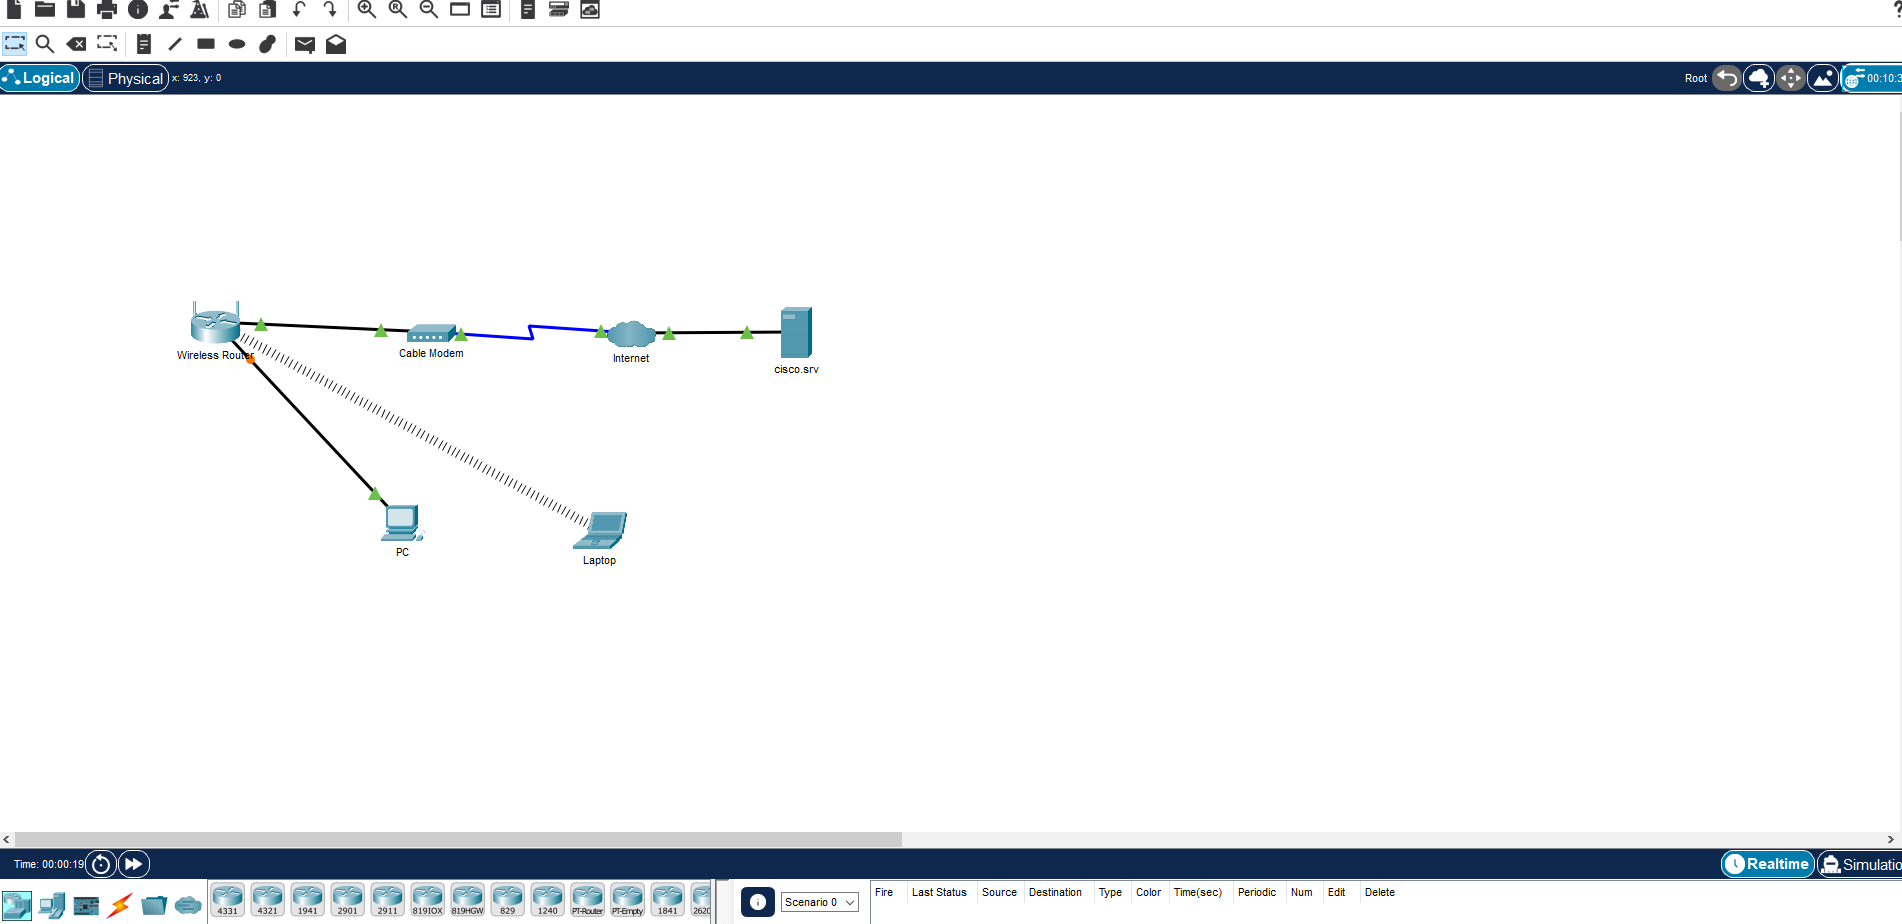 Logical Physical x: 923, y: 0 Root 00:10:3
Wireless Router
Cable Modem
Internet
cisco.srv
PC
Laptop
Time: 00:00:19 Realtime Simulatio
Fire Last Status Source Destination Type Color Time(sec) Periodic Num Edit Delete
Scenario 0
4331 4321 1941 2901 2911 819IOX 819HGW 829 1240 PT-Router PT-Empty 1841 2620